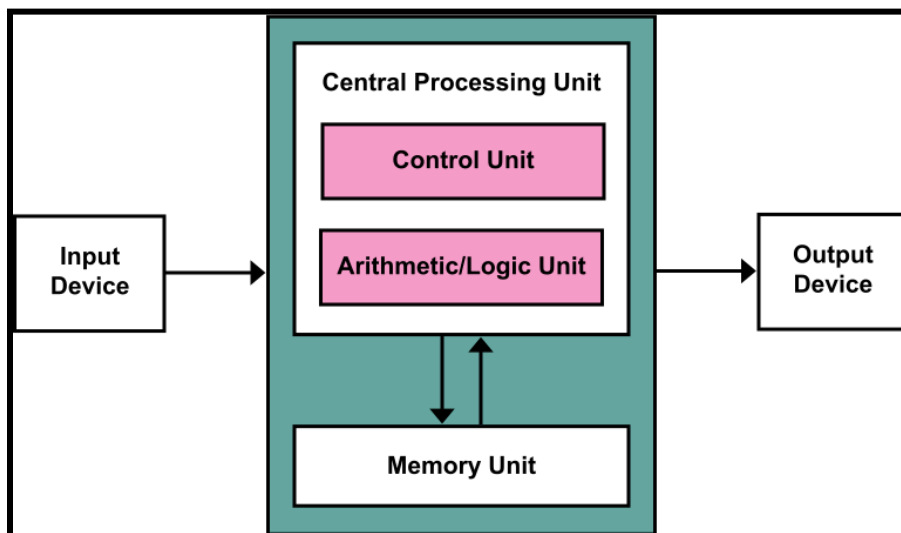 Central Processing Unit
Control Unit
Arithmetic/Logic Unit
Input
Device
Output
Device
Memory Unit